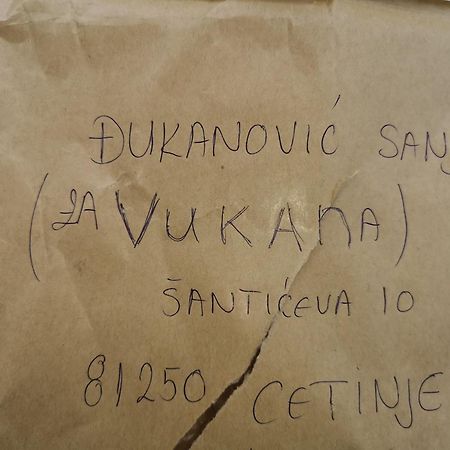 ĐUKANOVIĆ SANJ
(ZA VUKANA)
ŠANTIĆEVA 10
81250 CETINJE